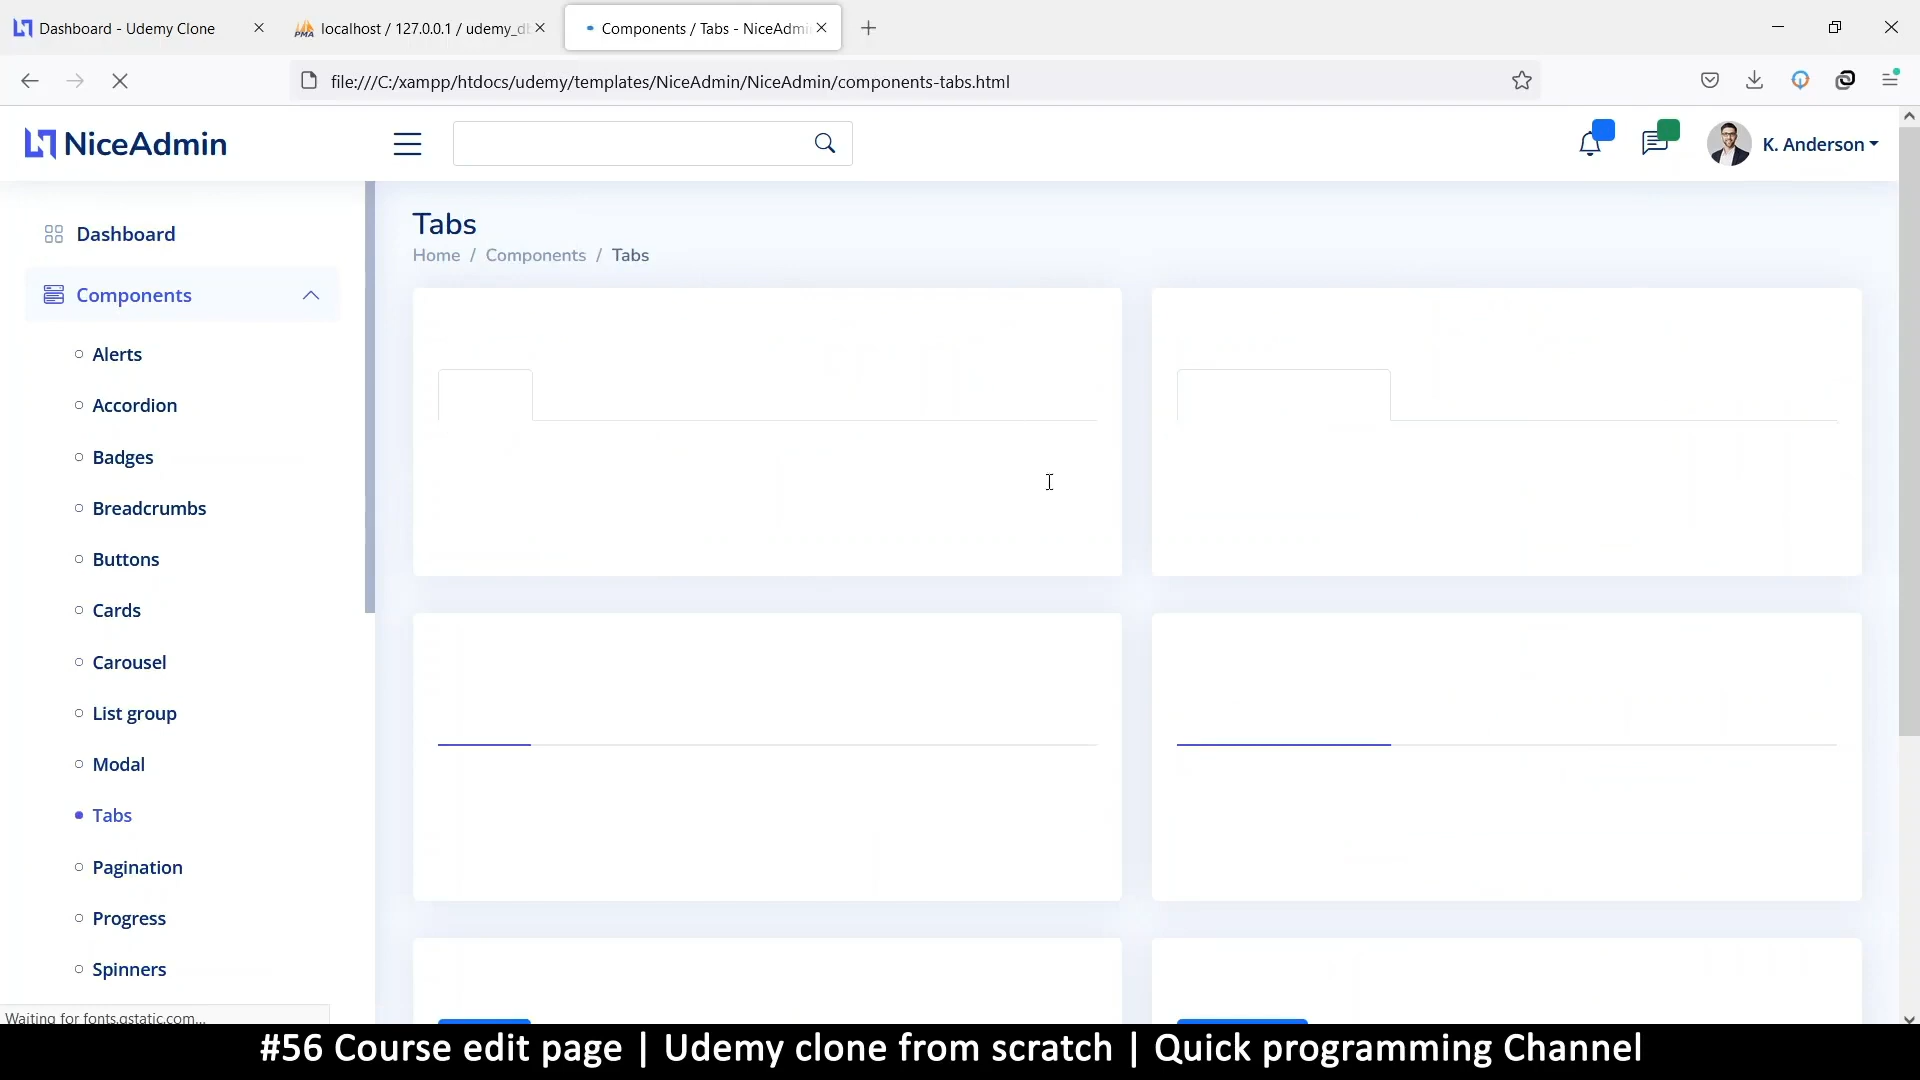 Dashboard - Udemy Clone
localhost / 127.0.0.1 / udemy_d
Components / Tabs - NiceAdmi
file:///C:/xampp/htdocs/udemy/templates/NiceAdmin/NiceAdmin/components-tabs.html
NiceAdmin
K. Anderson
Dashboard
Components
Alerts
Accordion
Badges
Breadcrumbs
Buttons
Cards
Carousel
List group
Modal
Tabs
Pagination
Progress
Spinners
Tabs
Home / Components / Tabs
Waiting for fonts.gstatic.com...
#56 Course edit page | Udemy clone from scratch | Quick programming Channel